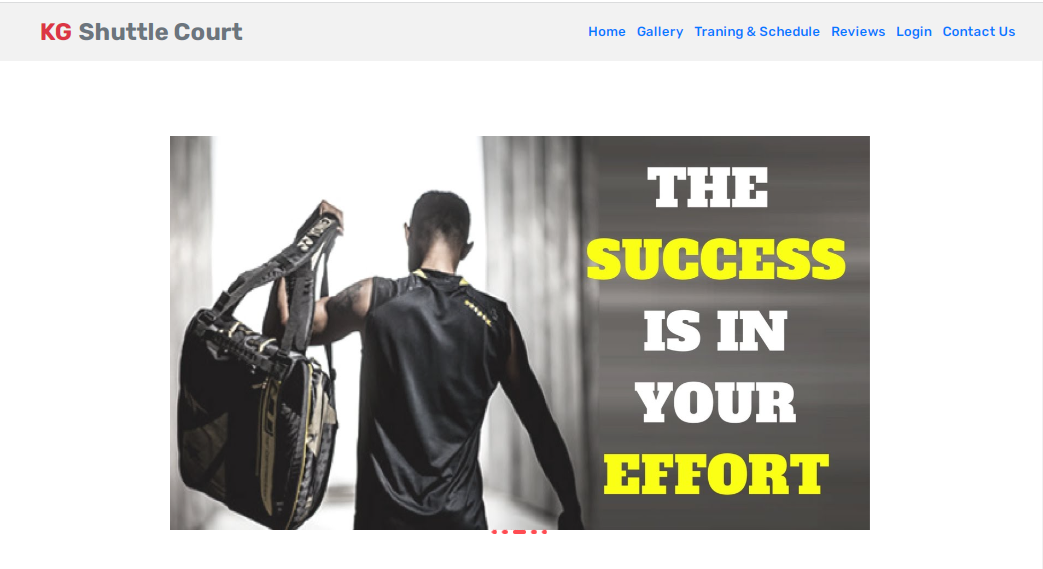 KG Shuttle Court
Home Gallery Traning & Schedule Reviews Login Contact Us
THE
SUCCESS
IS IN
YOUR
EFFORT